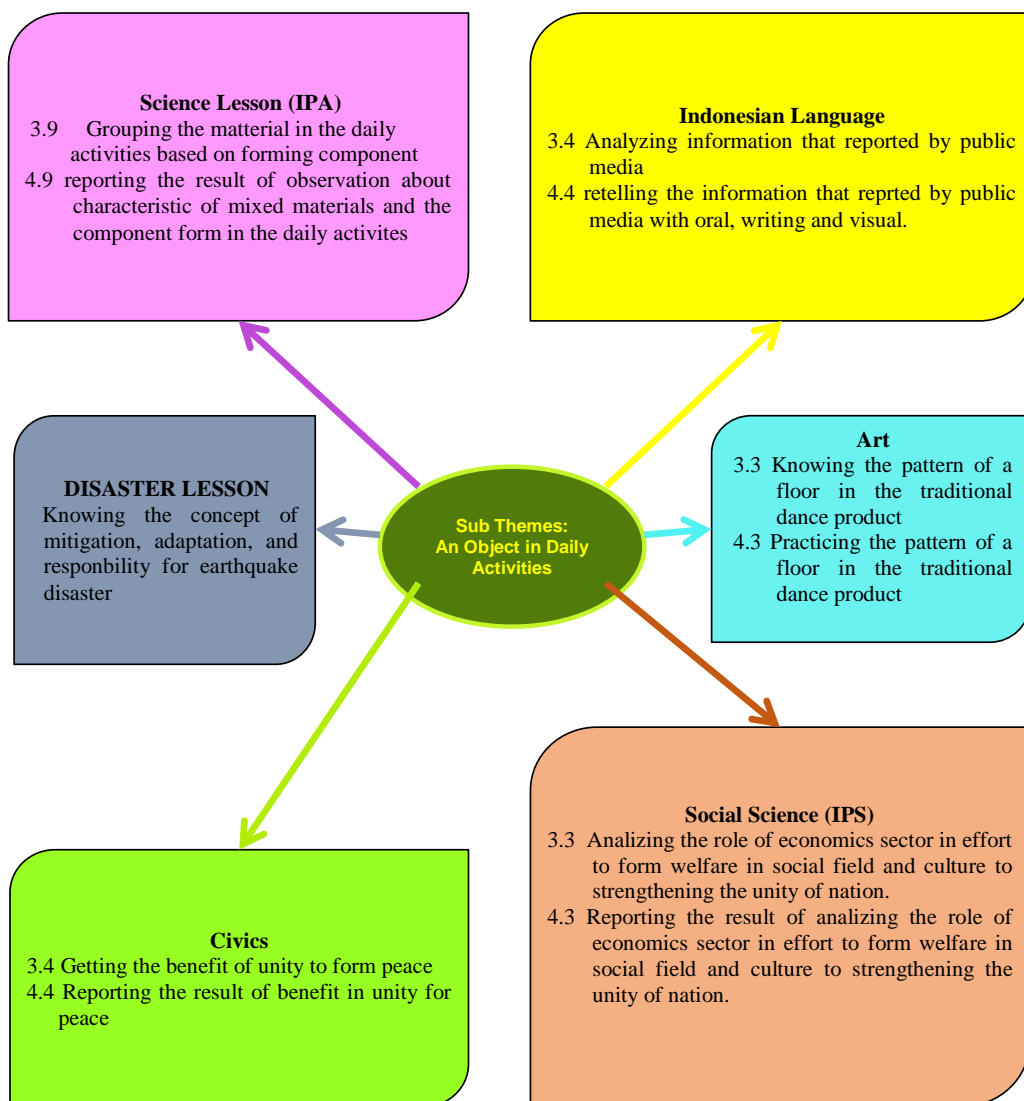 Science Lesson (IPA)
3.9 Grouping the matterial in the daily
activities based on forming component
4.9 reporting the result of observation about
characteristic of mixed materials and the
component form in the daily activites
Indonesian Language
3.4 Analyzing information that reported by public
media
4.4 retelling the information that reprted by public
media with oral, writing and visual.
DISASTER LESSON
Knowing the concept of
mitigation, adaptation, and
responbility for earthquake
disaster
Sub Themes:
An Object in Daily
Activities
Art
3.3 Knowing the pattern of a
floor in the traditional
dance product
4.3 Practicing the pattern of a
floor in the traditional
dance product
Civics
3.4 Getting the benefit of unity to form peace
4.4 Reporting the result of benefit in unity for
peace
Social Science (IPS)
3.3 Analizing the role of economics sector in effort
to form welfare in social field and culture to
strengthening the unity of nation.
4.3 Reporting the result of analizing the role of
economics sector in effort to form welfare in
social field and culture to strengthening the
unity of nation.